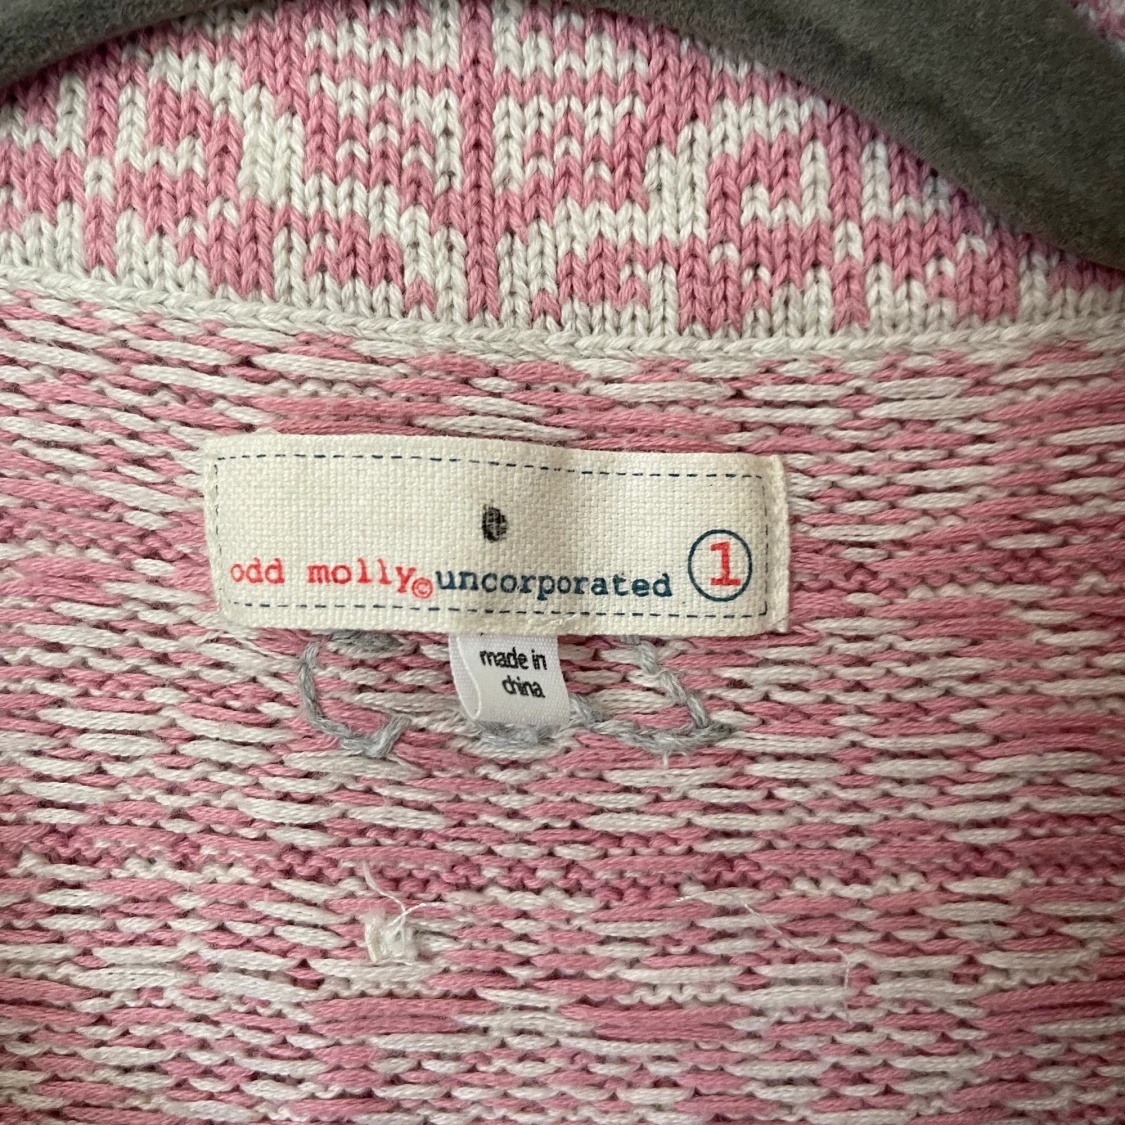 e
odd molly©uncorporated 1
made in
china